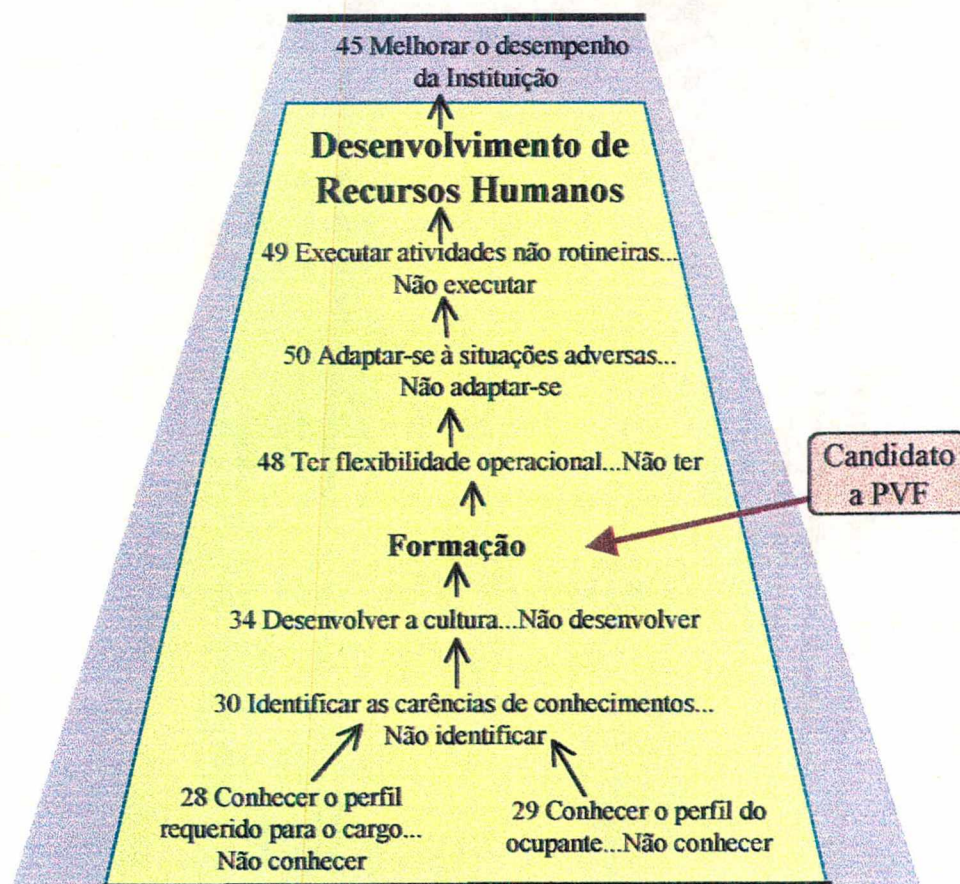 45 Melhorar o desempenho
da Instituição
Desenvolvimento de
Recursos Humanos
49 Executar atividades não rotineiras...
Não executar
50 Adaptar-se à situações adversas...
Não adaptar-se
48 Ter flexibilidade operacional...Não ter
Candidato
a PVF
Formação
34 Desenvolver a cultura...Não desenvolver
30 Identificar as carências de conhecimentos...
Não identificar
28 Conhecer o perfil
requerido para o cargo...
Não conhecer
29 Conhecer o perfil do
ocupante...Não conhecer